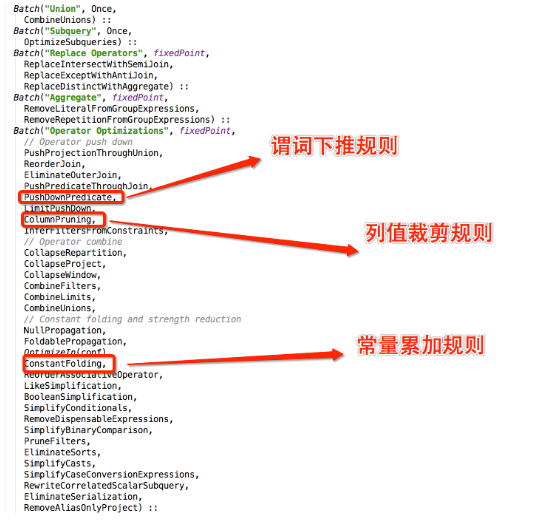 Batch("Union", Once,
CombineUnions) ::
Batch("Subquery", Once,
OptimizeSubqueries) ::
Batch("Replace Operators", fixedPoint,
ReplaceIntersectWithSemiJoin,
ReplaceExceptWithAntiJoin,
ReplaceDistinctWithAggregate) ::
Batch("Aggregate", fixedPoint,
RemoveLiteralFromGroupExpressions,
RemoveRepetitionFromGroupExpressions) ::
Batch("Operator Optimizations", fixedPoint,
// Operator push down
PushProjectionThroughUnion,
ReorderJoin,
EliminateOuterJoin,
PushPredicateThroughJoin,
PushDownPredicate,
谓词下推规则
LimitPushDown,
ColumnPruning,
列值裁剪规则
InferFiltersFromConstraints,
// Operator combine
CollapseRepartition,
CollapseProject,
CollapseWindow,
CombineFilters,
CombineLimits,
CombineUnions,
// Constant folding and strength reduction
NullPropagation,
FoldablePropagation,
OptimizeIn(conf),
ConstantFolding,
常量累加规则
ReorderAssociativeOperator,
LikeSimplification,
BooleanSimplification,
SimplifyConditionals,
RemoveDispensableExpressions,
SimplifyBinaryComparison,
PruneFilters,
EliminateSorts,
SimplifyCasts,
SimplifyCaseConversionExpressions,
RewriteCorrelatedScalarSubquery,
EliminateSerialization,
RemoveAliasOnlyProject) ::